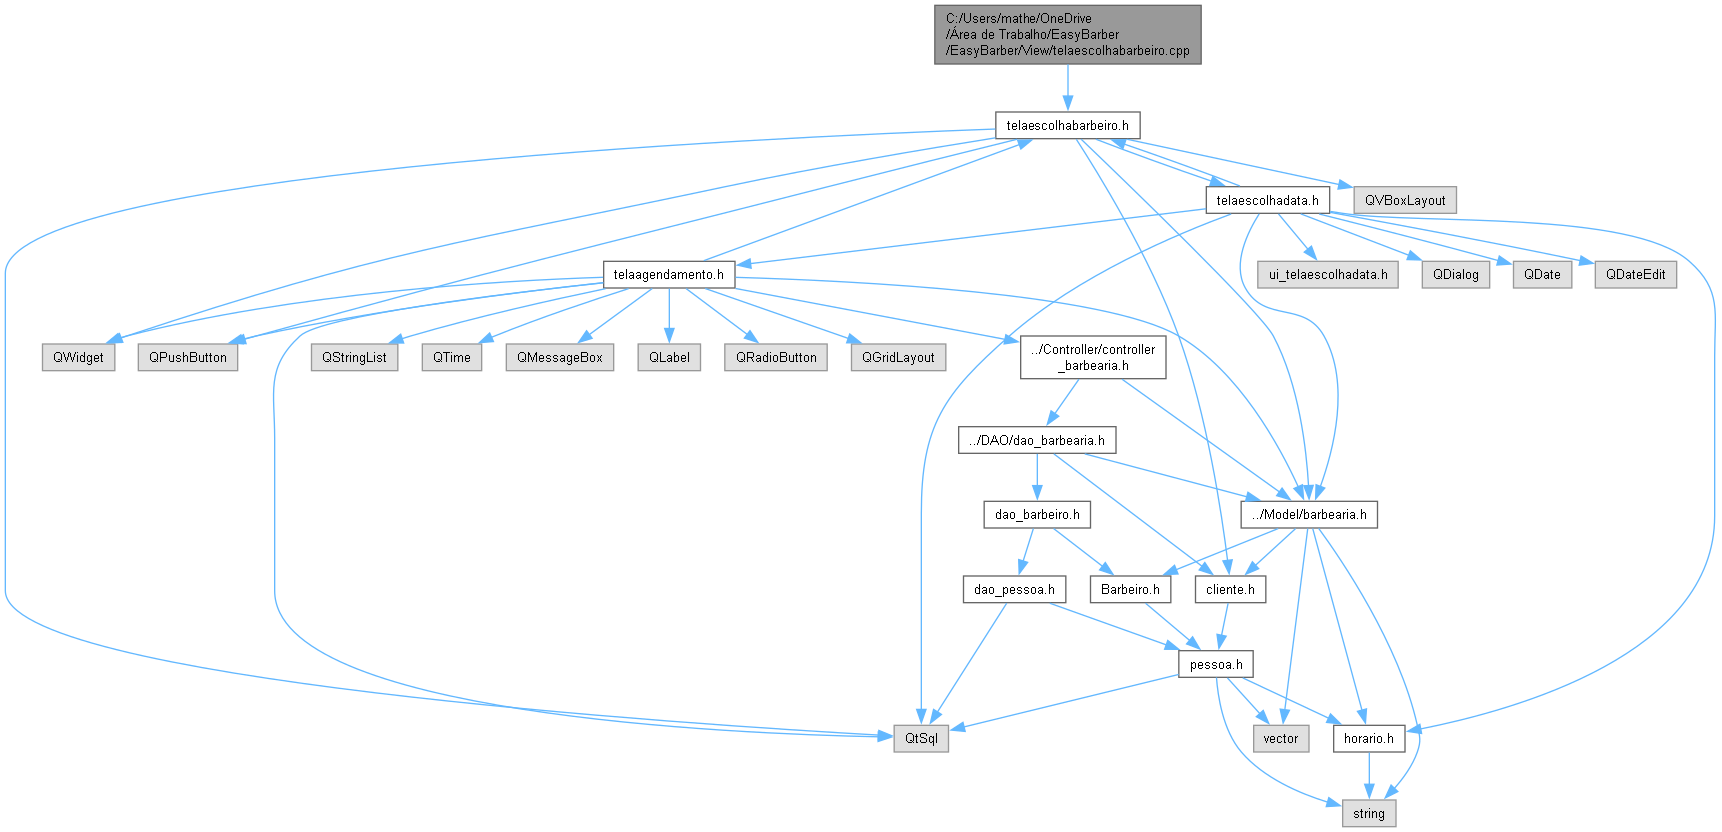 C:/Users/mathe/OneDrive
/Área de Trabalho/EasyBarber
/EasyBarber/View/telaescolhabarbeiro.cpp
telaescolhabarbeiro.h
telaescolhadata.h
QVBoxLayout
telaagendamento.h
ui_telaescolhadata.h
QDialog
QDate
QDateEdit
QWidget
QPushButton
QStringList
QTime
QMessageBox
QLabel
QRadioButton
QGridLayout
../Controller/controller
_barbearia.h
../DAO/dao_barbearia.h
dao_barbeiro.h
../Model/barbearia.h
dao_pessoa.h
Barbeiro.h
cliente.h
pessoa.h
QtSql
vector
horario.h
string